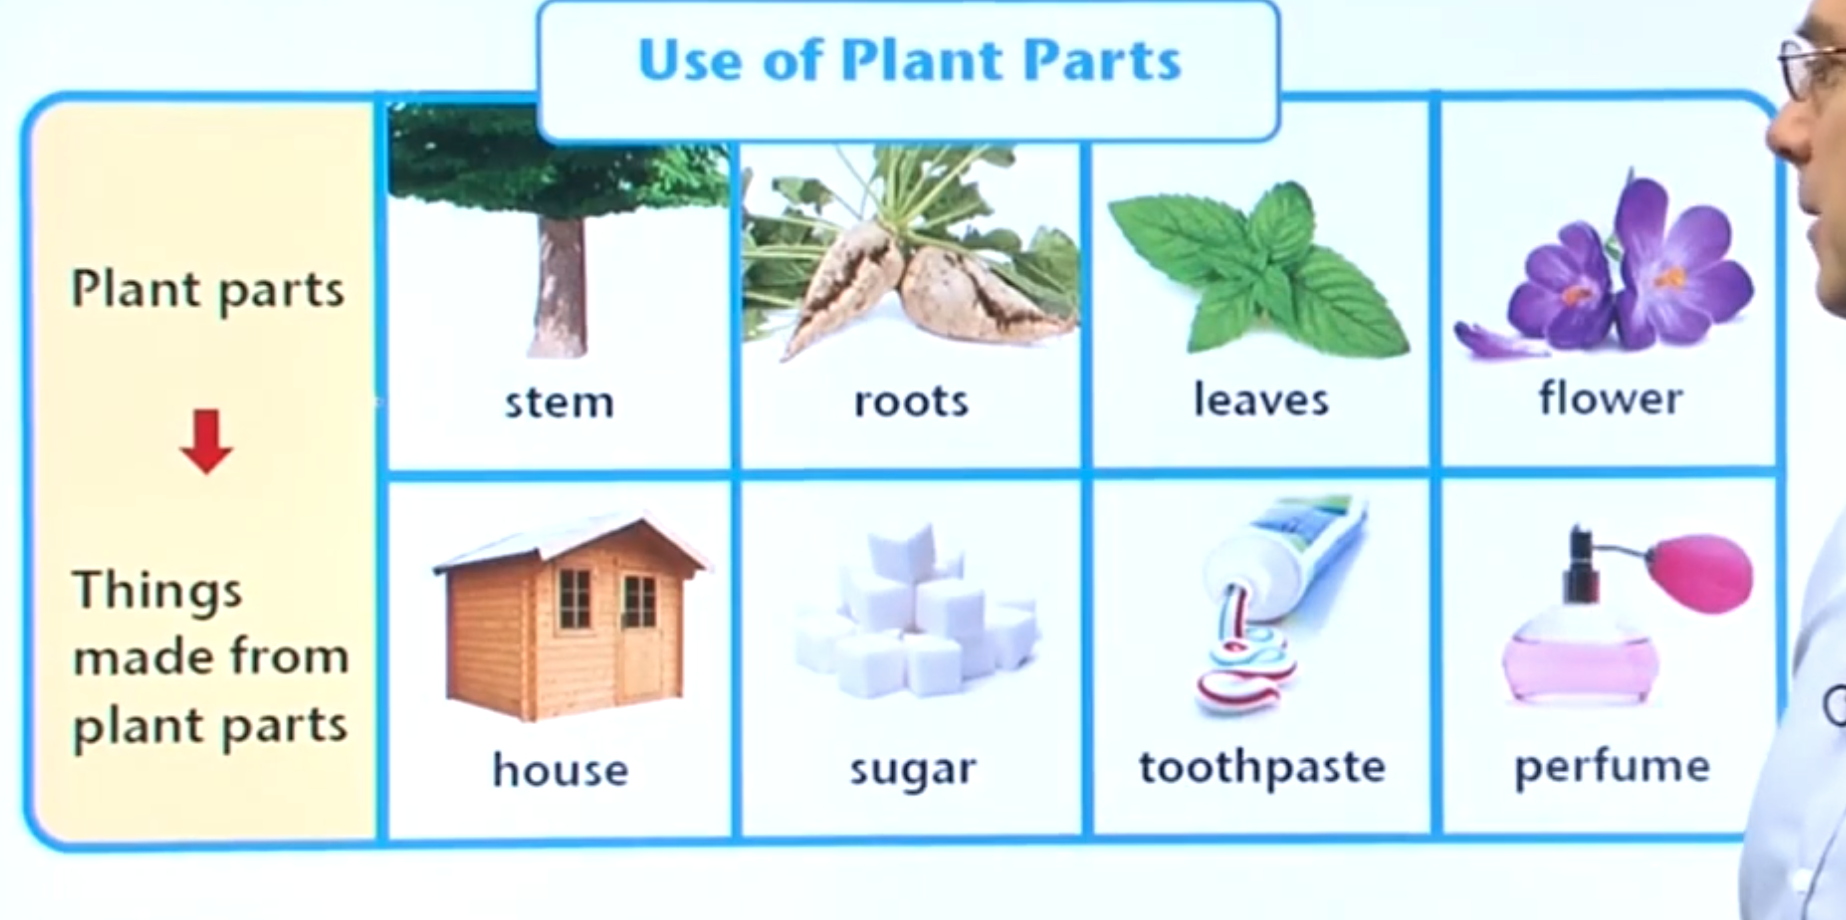 Use of Plant Parts
Plant parts
stem
roots
leaves
flower
Things
made from
plant parts
house
sugar
toothpaste
perfume